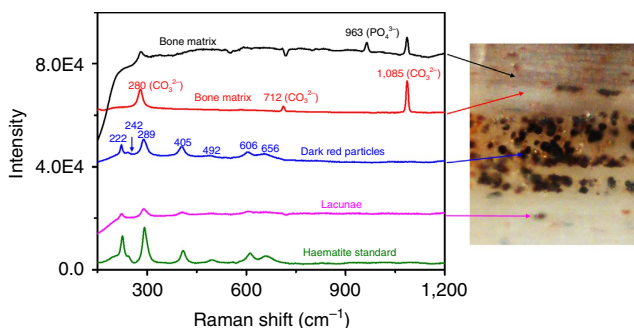 963 (PO₄³⁻)
Bone matrix
8.0E4
1,085 (CO₃²⁻)
280 (CO₃²⁻)
Bone matrix
712 (CO₃²⁻)
242
222
289
405
492
606
656
Dark red particles
4.0E4
Lacunae
Haematite standard
0.0
300
600
900
1,200
Intensity
Raman shift (cm⁻¹)